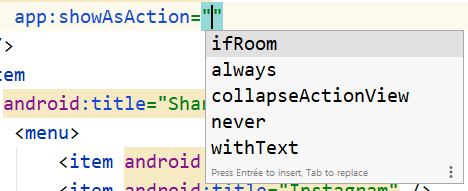 app:showAsAction=""
/>
tem
android:title="Shar
<menu>
<item android
<item android:title="Instagram" />
ifRoom
always
collapseActionView
never
withText
Press Entrée to insert, Tab to replace